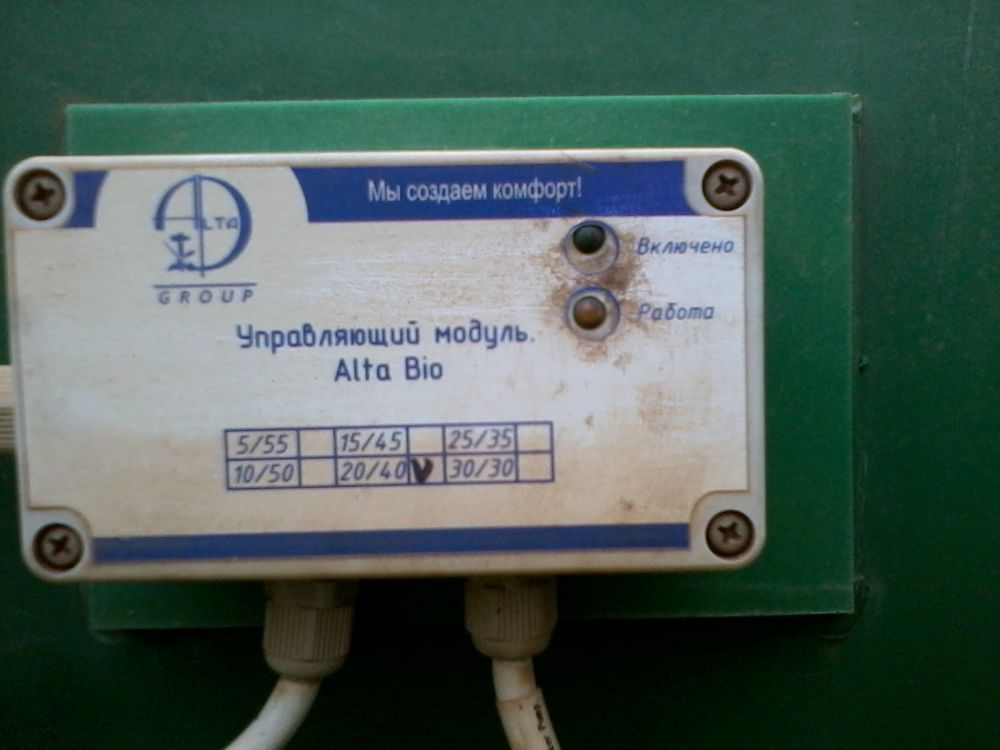 Мы создаем комфорт!
ALTA
GROUP
Включено
Работа
Управляющий модуль.
Alta Bio
5/55 15/45 25/35
10/50 20/40 V 30/30